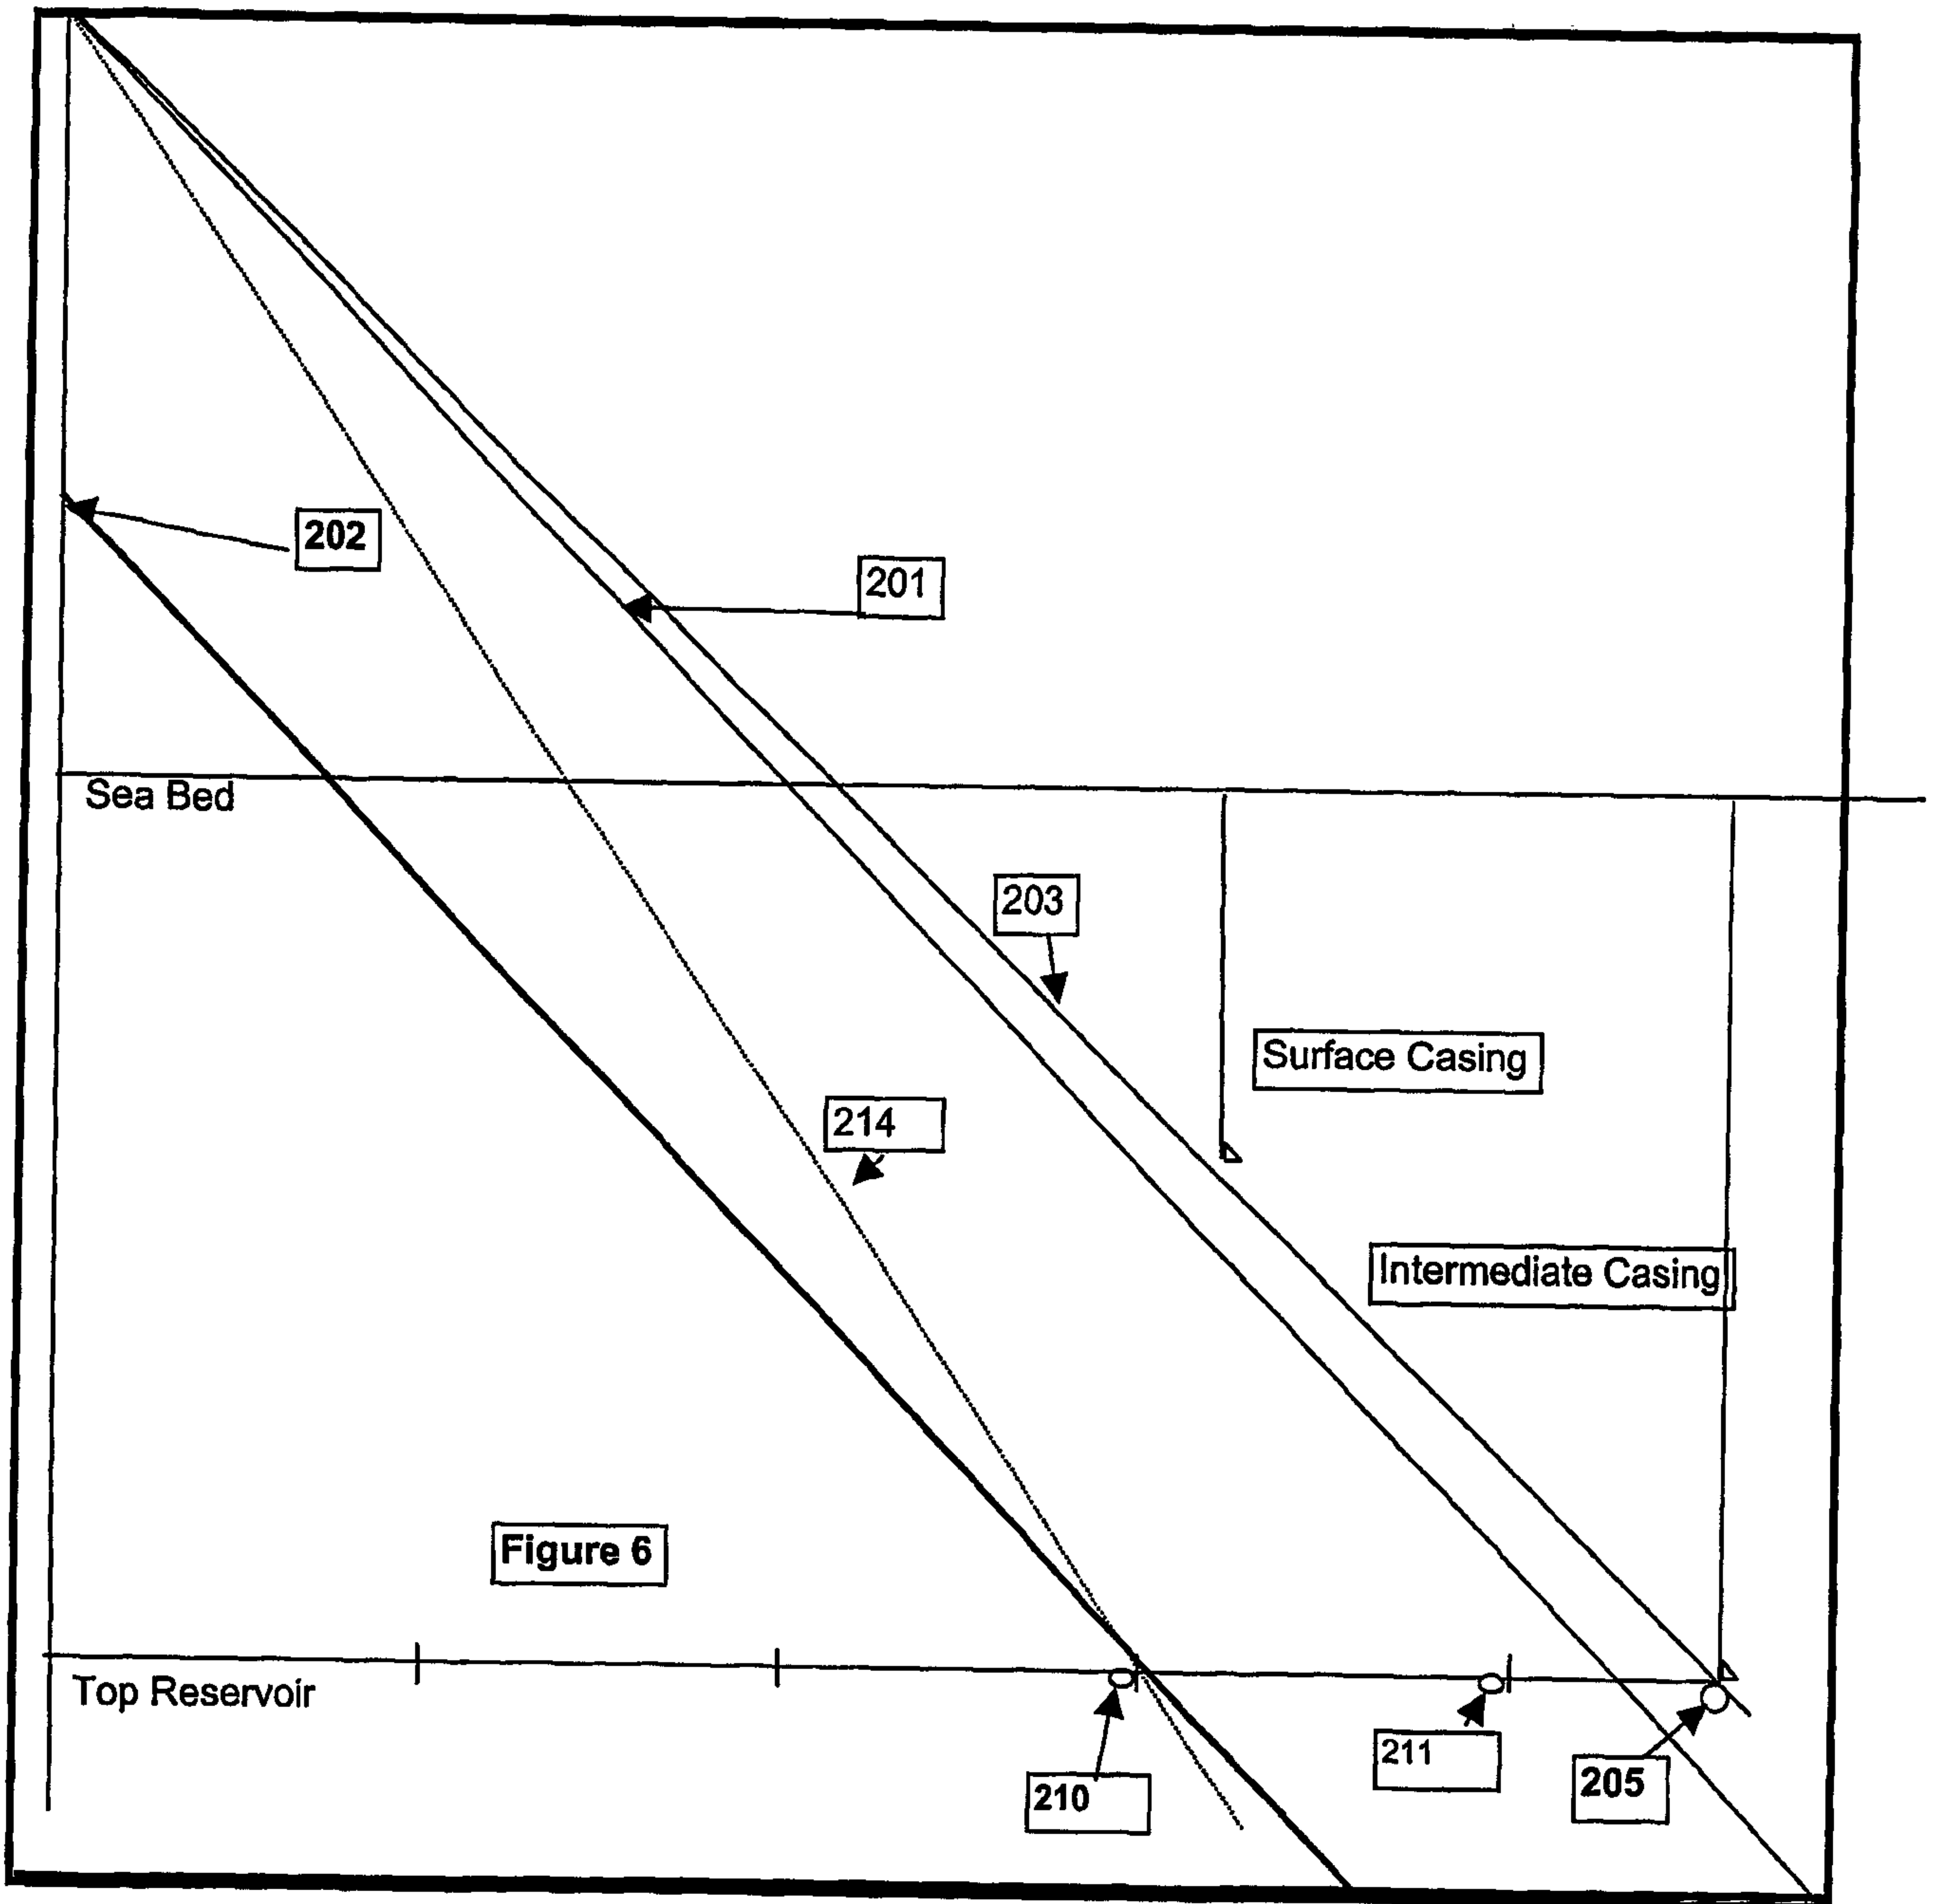 202
201
Sea Bed
203
Surface Casing
214
Intermediate Casing
Figure 6
Top Reservoir
211
205
210